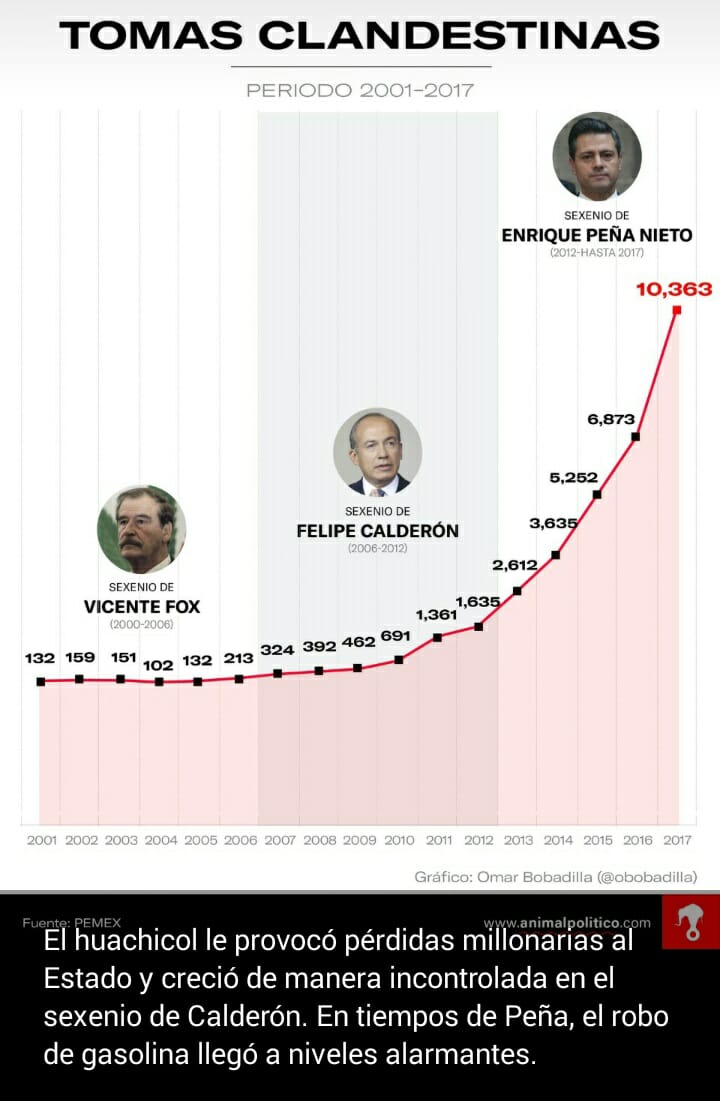 TOMAS CLANDESTINAS
PERIODO 2001-2017
SEXENIO DE
ENRIQUE PEÑA NIETO
(2012-HASTA 2017)
10,363
6,873
5,252
3,635
2,612
SEXENIO DE
FELIPE CALDERÓN
(2006-2012)
SEXENIO DE
VICENTE FOX
(2000-2006)
132 159 151 102 132 213 324 392 462 691 1,361 1,635
2001 2002 2003 2004 2005 2006 2007 2008 2009 2010 2011 2012 2013 2014 2015 2016 2017
Gráfico: Omar Bobadilla (@obobadilla)
Fuente: PEMEX www.animalpolitico.com
El huachicol le provocó pérdidas millonarias al
Estado y creció de manera incontrolada en el
sexenio de Calderón. En tiempos de Peña, el robo
de gasolina llegó a niveles alarmantes.